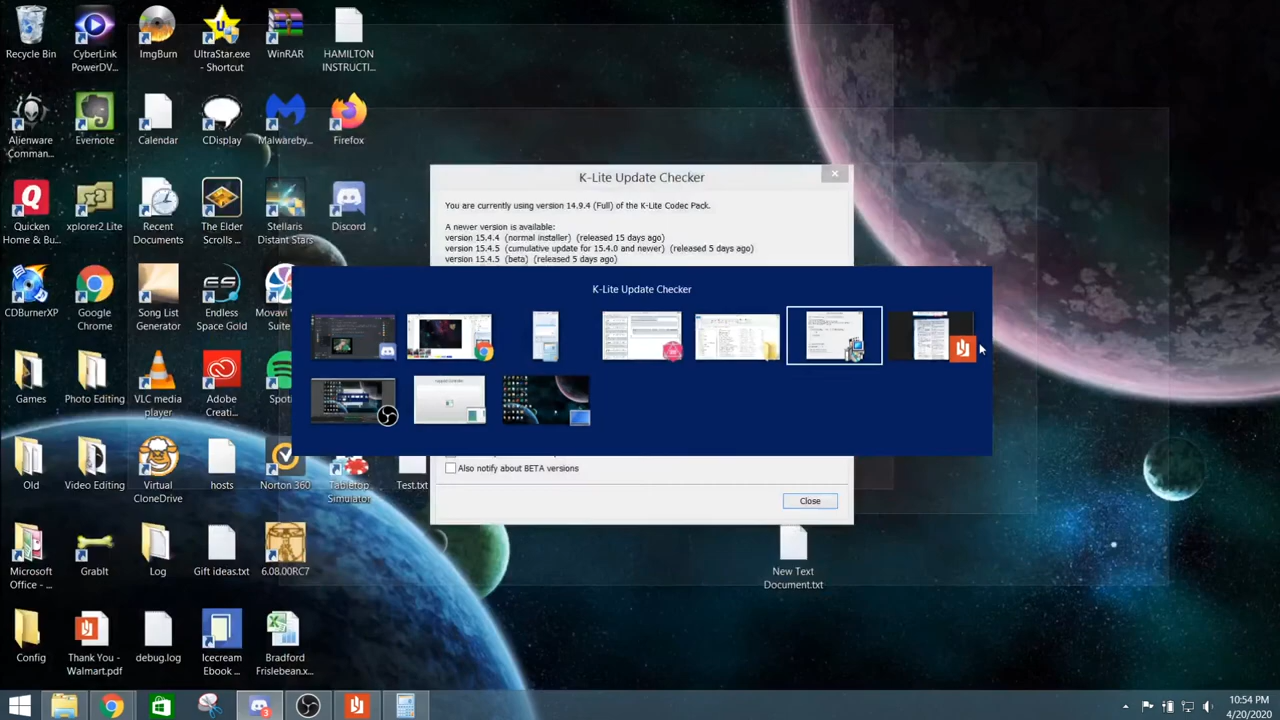 Recycle Bin
CyberLink PowerDV...
ImgBurn
UltraStar.exe - Shortcut
WinRAR
HAMILTON INSTRUCTI...
Alienware Comman...
Evernote
Calendar
CDisplay
Malwareby...
Firefox
Quicken Home & Bu...
xplorer2 Lite
Recent Documents
The Elder Scrolls ...
Stellaris Distant Stars
Discord
CDBurnerXP
Google Chrome
Song List Generator
Endless Space Gold
Movavi V... Suite
Games
Photo Editing
VLC media player
Adobe Creati...
Spoti
Old
Video Editing
Virtual CloneDrive
hosts
Norton 360
Tabletop Simulator
Test.txt
Microsoft Office - ...
GrabIt
Log
Gift ideas.txt
6.08.00RC7
Config
Thank You - Walmart.pdf
debug.log
Icecream Ebook ...
Bradford Frislebean.x...
K-Lite Update Checker
You are currently using version 14.9.4 (Full) of the K-Lite Codec Pack.
A newer version is available:
version 15.4.4 (normal installer) (released 15 days ago)
version 15.4.5 (cumulative update for 15.4.0 and newer) (released 5 days ago)
version 15.4.5 (beta) (released 5 days ago)
K-Lite Update Checker
Also notify about BETA versions
Close
New Text Document.txt
3
10:54 PM
4/20/2020